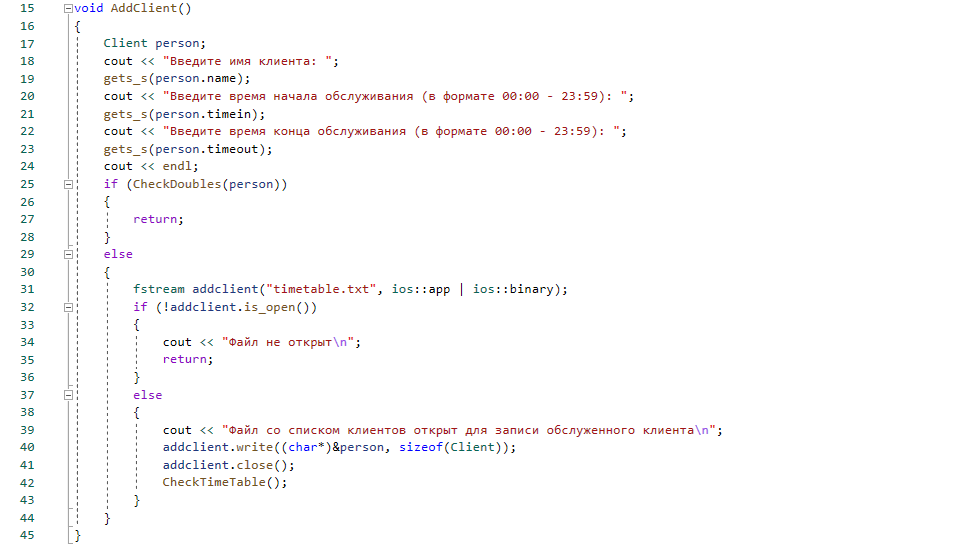 15 void AddClient()
16 {
17 Client person;
18 cout << "Введите имя клиента: ";
19 gets_s(person.name);
20 cout << "Введите время начала обслуживания (в формате 00:00 - 23:59): ";
21 gets_s(person.timein);
22 cout << "Введите время конца обслуживания (в формате 00:00 - 23:59): ";
23 gets_s(person.timeout);
24 cout << endl;
25 if (CheckDoubles(person))
26 {
27 return;
28 }
29 else
30 {
31 fstream addclient("timetable.txt", ios::app | ios::binary);
32 if (!addclient.is_open())
33 {
34 cout << "Файл не открыт\n";
35 return;
36 }
37 else
38 {
39 cout << "Файл со списком клиентов открыт для записи обслуженного клиента\n";
40 addclient.write((char*)&person, sizeof(Client));
41 addclient.close();
42 CheckTimeTable();
43 }
44 }
45 }